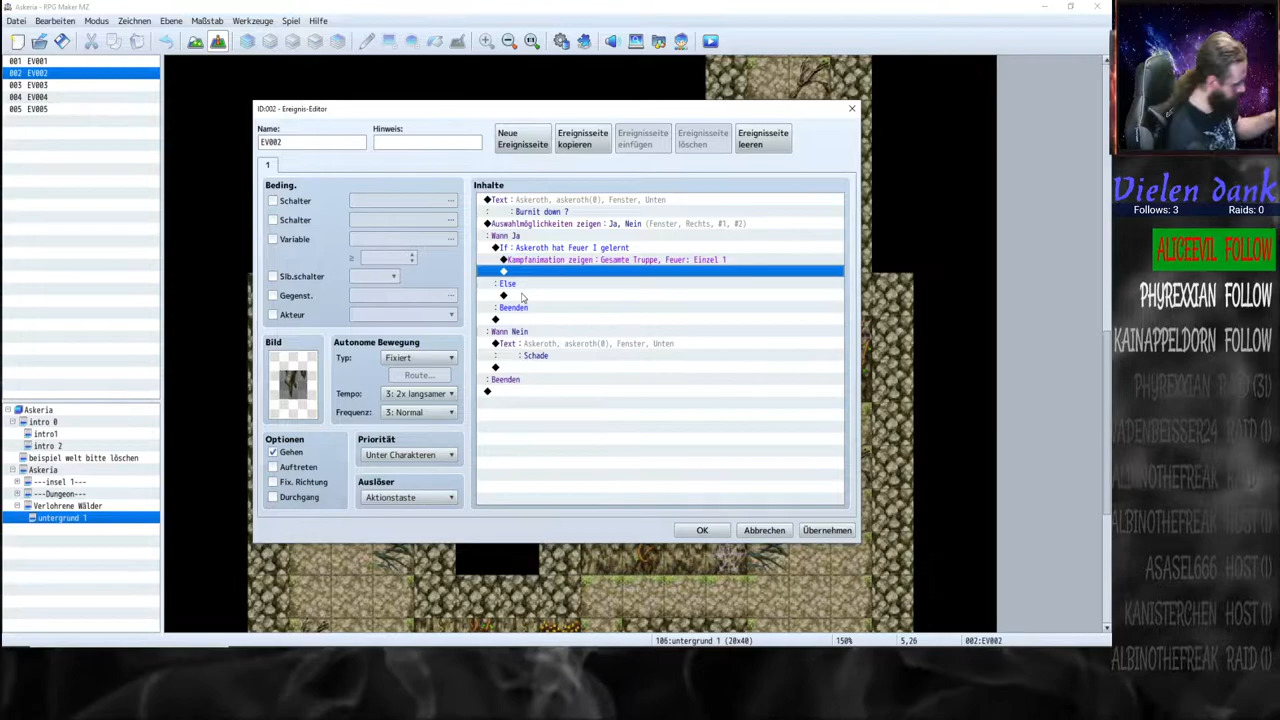 Askeria - RPG Maker MZ
Datei Bearbeiten Modus Zeichnen Ebene Maßstab Werkzeuge Spiel Hilfe
001 EV001
002 EV002
003 EV003
004 EV004
005 EV005
ID:002 - Ereignis-Editor
Name:
EV002
Hinweis:
Neue Ereignisseite
Ereignisseite kopieren
Ereignisseite einfügen
Ereignisseite löschen
Ereignisseite leeren
1
Beding.
Schalter
Schalter
Variable
≥
Slb.schalter
Gegenst.
Akteur
Bild
Autonome Bewegung
Typ: Fixiert
Route...
Tempo: 3: 2x langsamer
Frequenz: 3: Normal
Optionen
Gehen
Auftreten
Fix. Richtung
Durchgang
Priorität
Unter Charakteren
Auslöser
Aktionstaste
Inhalte
◆Text : Askeroth, askeroth(0), Fenster, Unten
: : Burnit down ?
◆Auswahlmöglichkeiten zeigen : Ja, Nein (Fenster, Rechts, #1, #2)
: Wann Ja
◆If : Askeroth hat Feuer I gelernt
◆Kampfanimation zeigen : Gesamte Truppe, Feuer: Einzel 1
◆
: Else
◆
: Beenden
◆
: Wann Nein
◆Text : Askeroth, askeroth(0), Fenster, Unten
: : Schade
◆
: Beenden
◆
OK
Abbrechen
Übernehmen
Askeria
intro 0
intro1
intro 2
beispiel welt bitte löschen
Askeria
---insel 1---
---Dungeon---
Verlohrene Wälder
untergrund 1
106:untergrund 1 (20x40)
150%
5,26
002:EV002
Vielen dank
Follows: 3 Raids: 0
ALICEEVIL FOLLOW
PHYREXXIAN FOLLOW
KAINAPPELDORN FOLLOW
PHYREXIAN RAID (31)
ADENBEISSER24 RAID
ALBINOTHEFREAK RAID
ASASEL666 HOST (1)
KANISTERCHEN HOST (1)
ALBINOTHEFREAK RAID (1)